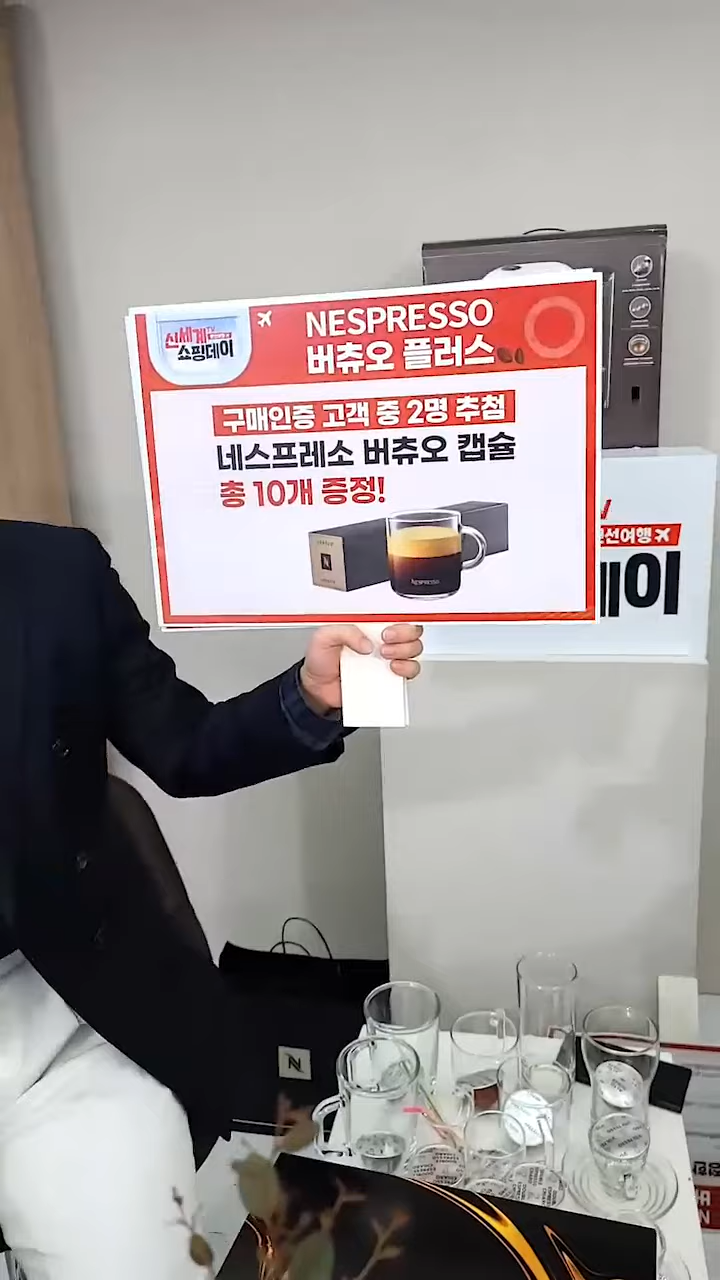 신세계TV
쇼핑데이
NESPRESSO
버츄오 플러스
구매인증 고객 중 2명 추첨
네스프레소 버츄오 캡슐
총 10개 증정!
N
NESPRESSO
선여행
데이
N